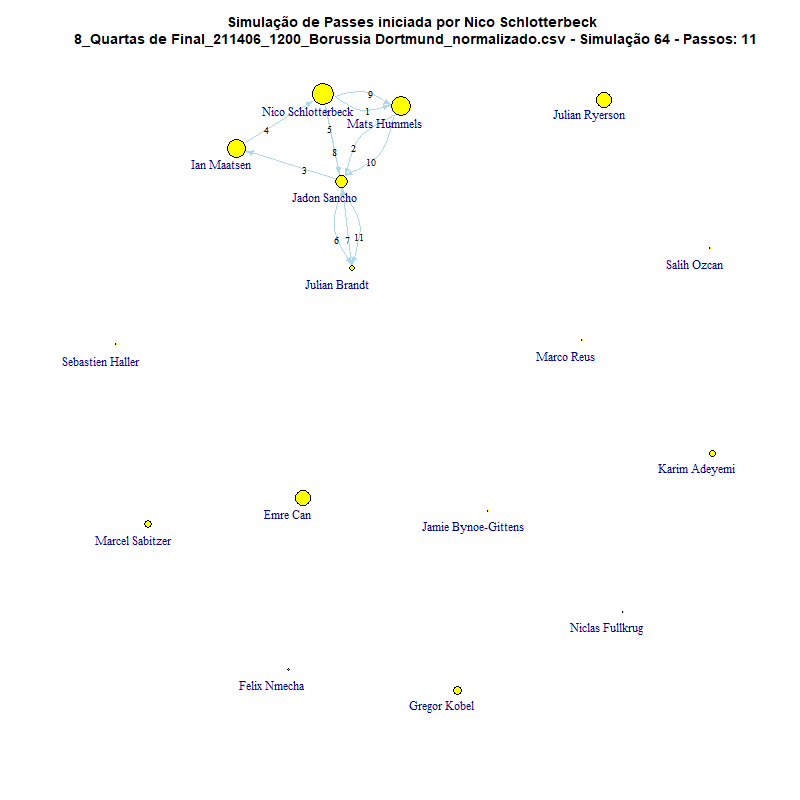 Simulação de Passes iniciada por Nico Schlotterbeck
8_Quartas de Final_211406_1200_Borussia Dortmund_normalizado.csv - Simulação 64 - Passos: 11
9
1
Nico Schlotterbeck
Mats Hummels
Julian Ryerson
4
5
2
8
10
Ian Maatsen
3
Jadon Sancho
6
7
11
Salih Ozcan
Julian Brandt
Sebastien Haller
Marco Reus
Karim Adeyemi
Emre Can
Jamie Bynoe-Gittens
Marcel Sabitzer
Niclas Fullkrug
Felix Nmecha
Gregor Kobel